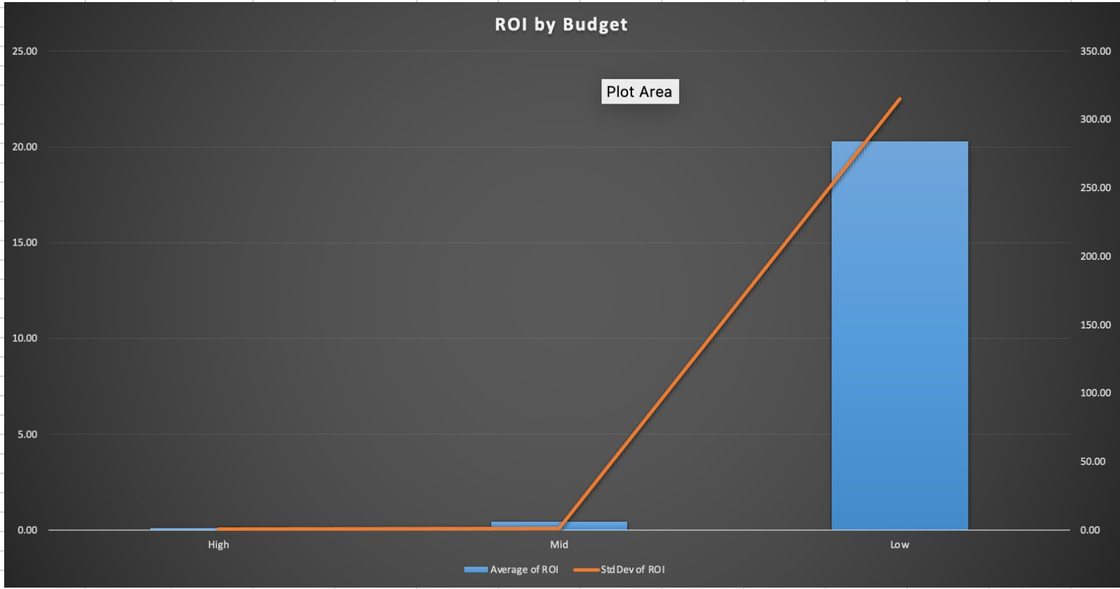 ROI by Budget
25.00
350.00
Plot Area
300.00
20.00
250.00
15.00
200.00
150.00
10.00
100.00
5.00
50.00
0.00
0.00
High
Mid
Low
Average of ROI
StdDev of ROI